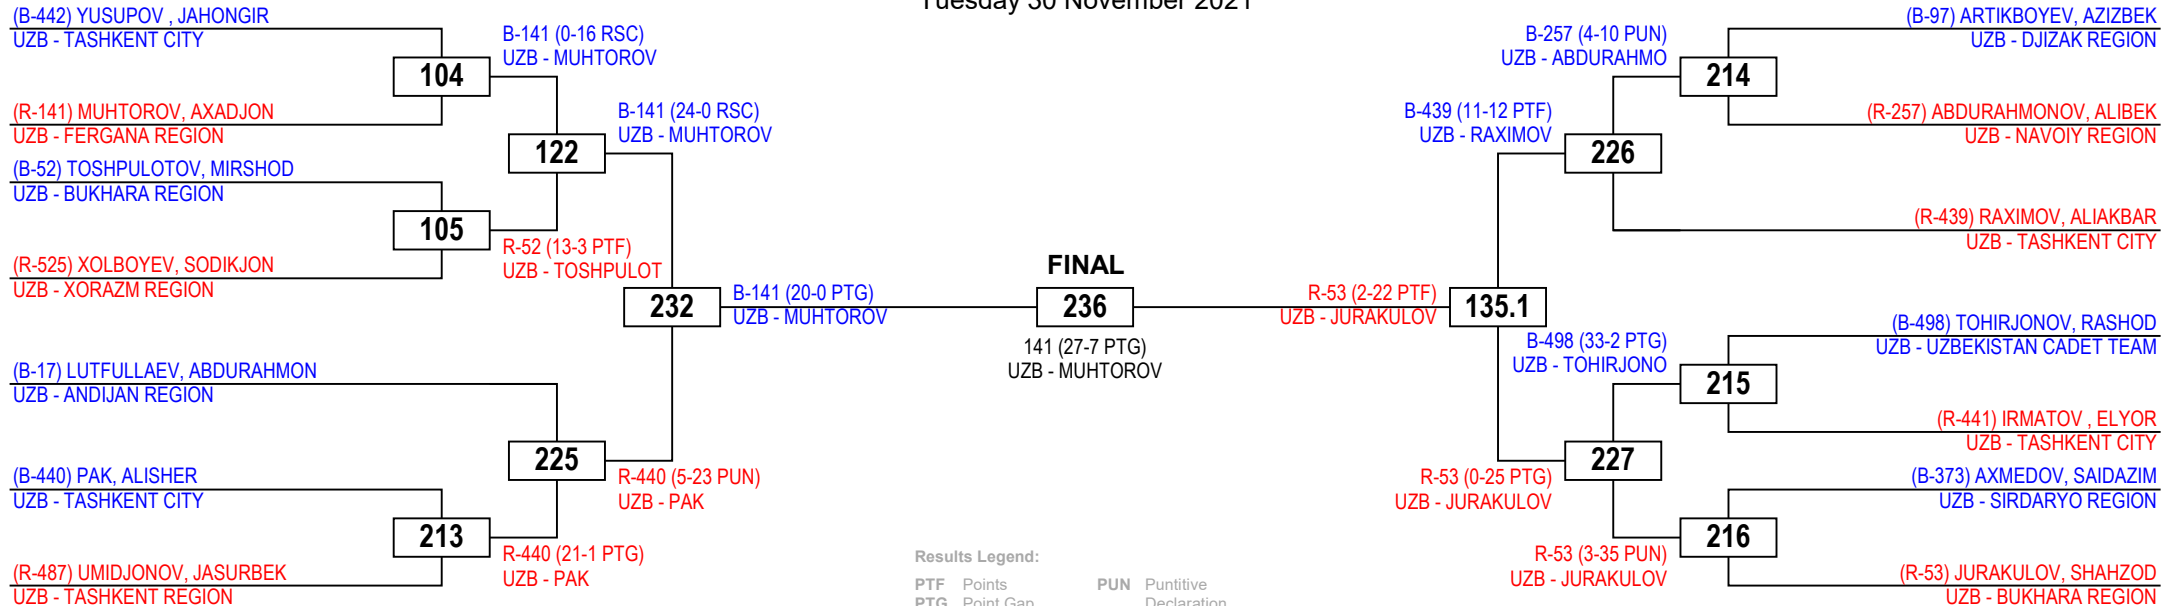 Tuesday 30 November 2021
(B-442) YUSUPOV , JAHONGIR
UZB - TASHKENT CITY
104
(R-141) MUHTOROV, AXADJON
UZB - FERGANA REGION
B-141 (0-16 RSC)
UZB - MUHTOROV
(B-52) TOSHPULOTOV, MIRSHOD
UZB - BUKHARA REGION
105
(R-525) XOLBOYEV, SODIKJON
UZB - XORAZM REGION
R-52 (13-3 PTF)
UZB - TOSHPULOT
122
B-141 (24-0 RSC)
UZB - MUHTOROV
(B-17) LUTFULLAEV, ABDURAHMON
UZB - ANDIJAN REGION
(B-440) PAK, ALISHER
UZB - TASHKENT CITY
213
(R-487) UMIDJONOV, JASURBEK
UZB - TASHKENT REGION
R-440 (21-1 PTG)
UZB - PAK
225
R-440 (5-23 PUN)
UZB - PAK
232
B-141 (20-0 PTG)
UZB - MUHTOROV
FINAL
236
141 (27-7 PTG)
UZB - MUHTOROV
R-53 (2-22 PTF)
UZB - JURAKULOV
135.1
B-439 (11-12 PTF)
UZB - RAXIMOV
226
B-257 (4-10 PUN)
UZB - ABDURAHMO
214
(B-97) ARTIKBOYEV, AZIZBEK
UZB - DJIZAK REGION
(R-257) ABDURAHMONOV, ALIBEK
UZB - NAVOIY REGION
(R-439) RAXIMOV, ALIAKBAR
UZB - TASHKENT CITY
B-498 (33-2 PTG)
UZB - TOHIRJONO
215
(B-498) TOHIRJONOV, RASHOD
UZB - UZBEKISTAN CADET TEAM
(R-441) IRMATOV , ELYOR
UZB - TASHKENT CITY
R-53 (0-25 PTG)
UZB - JURAKULOV
227
(B-373) AXMEDOV, SAIDAZIM
UZB - SIRDARYO REGION
216
R-53 (3-35 PUN)
UZB - JURAKULOV
(R-53) JURAKULOV, SHAHZOD
UZB - BUKHARA REGION
Results Legend:
PTF Points PUN Puntitive
PTG Point Gap Declaration